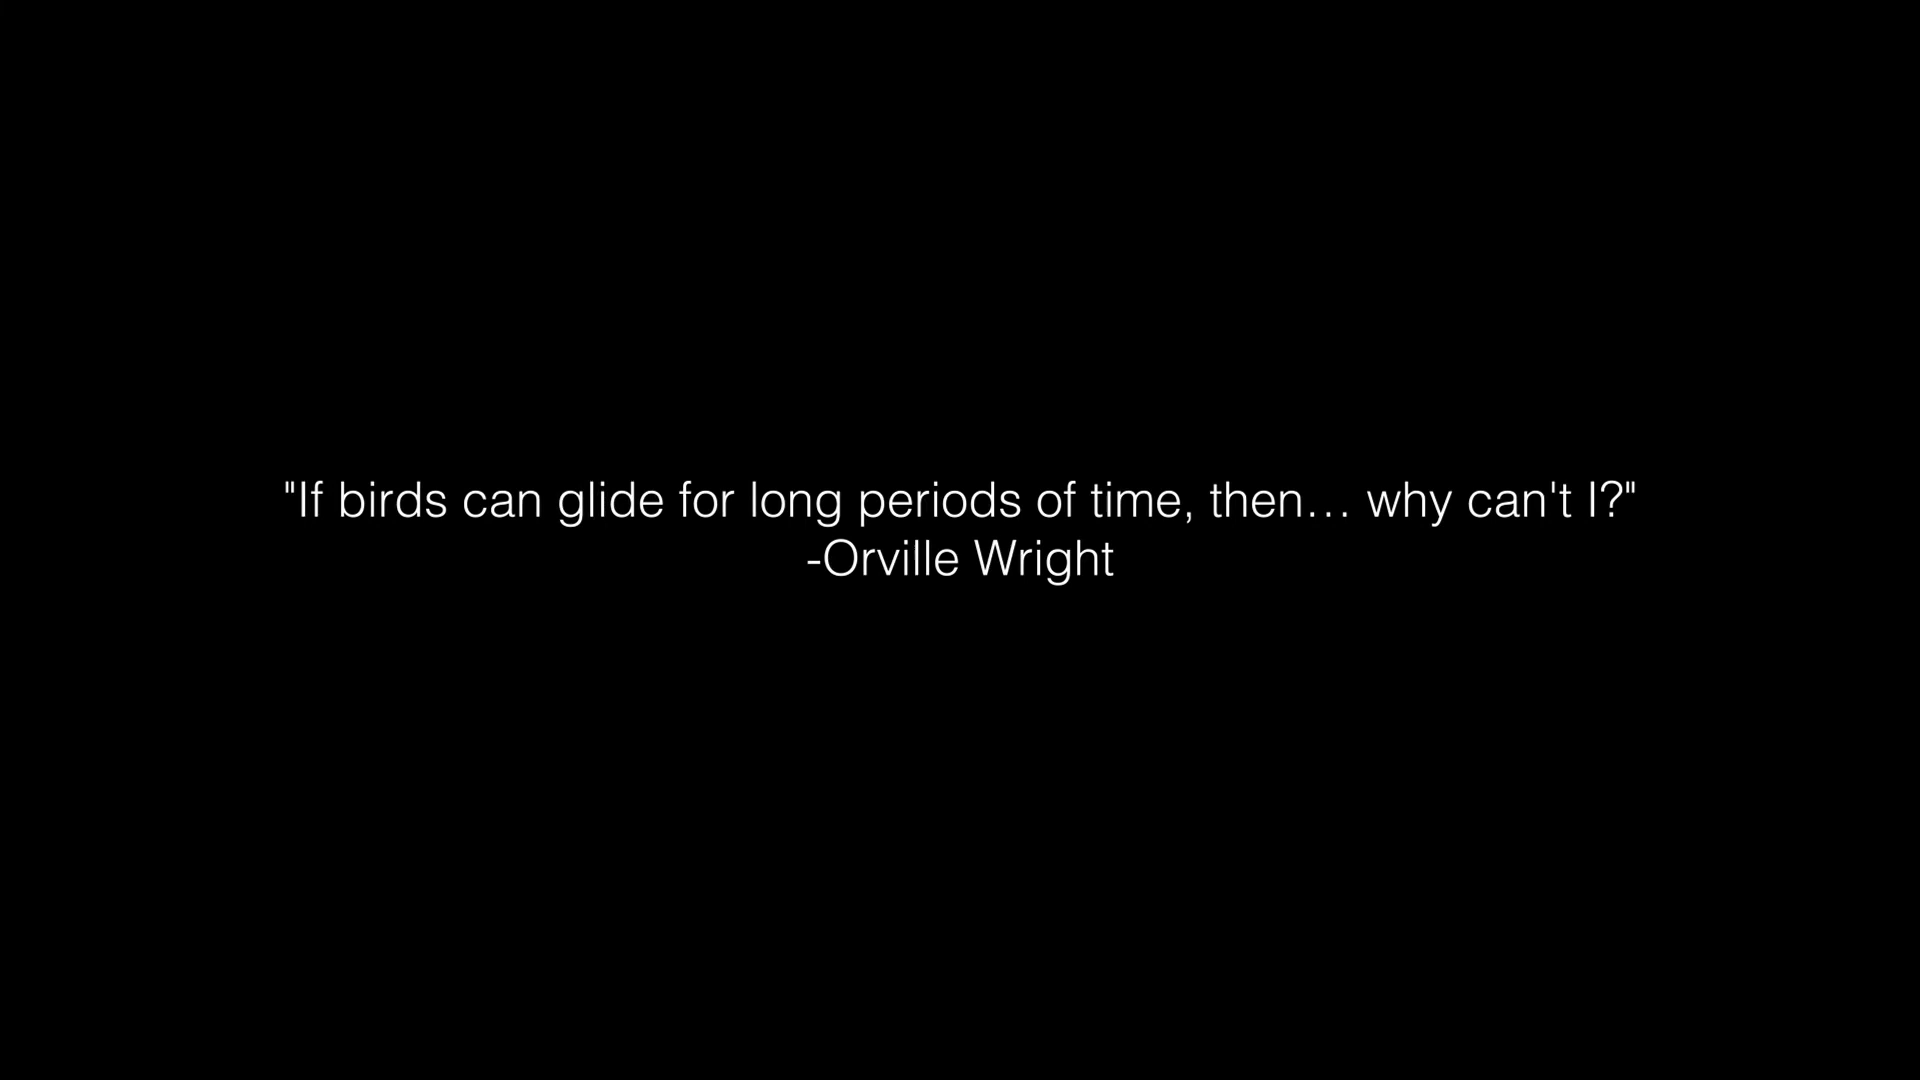 "If birds can glide for long periods of time, then… why can't I?"
-Orville Wright